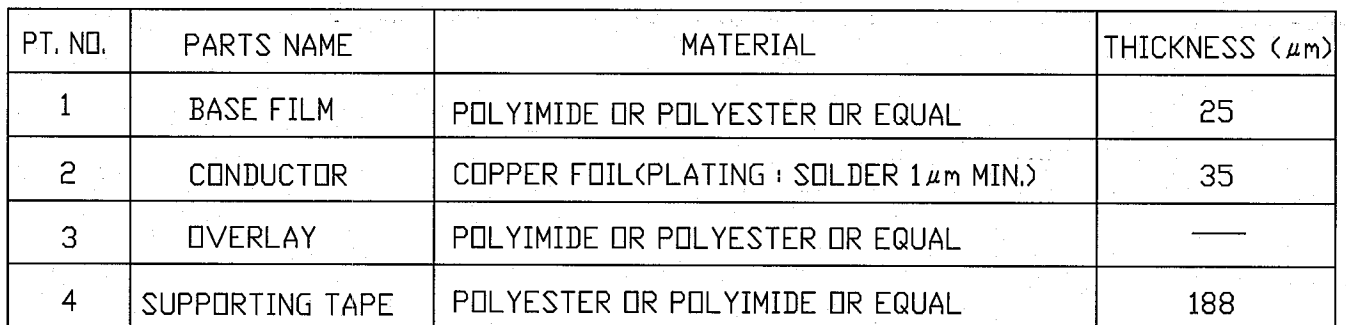 PT. NO. PARTS NAME MATERIAL THICKNESS (μm)
1 BASE FILM POLYIMIDE OR POLYESTER OR EQUAL 25
2 CONDUCTOR COPPER FOIL(PLATING : SOLDER 1μm MIN.) 35
3 OVERLAY POLYIMIDE OR POLYESTER OR EQUAL —
4 SUPPORTING TAPE POLYESTER OR POLYIMIDE OR EQUAL 188